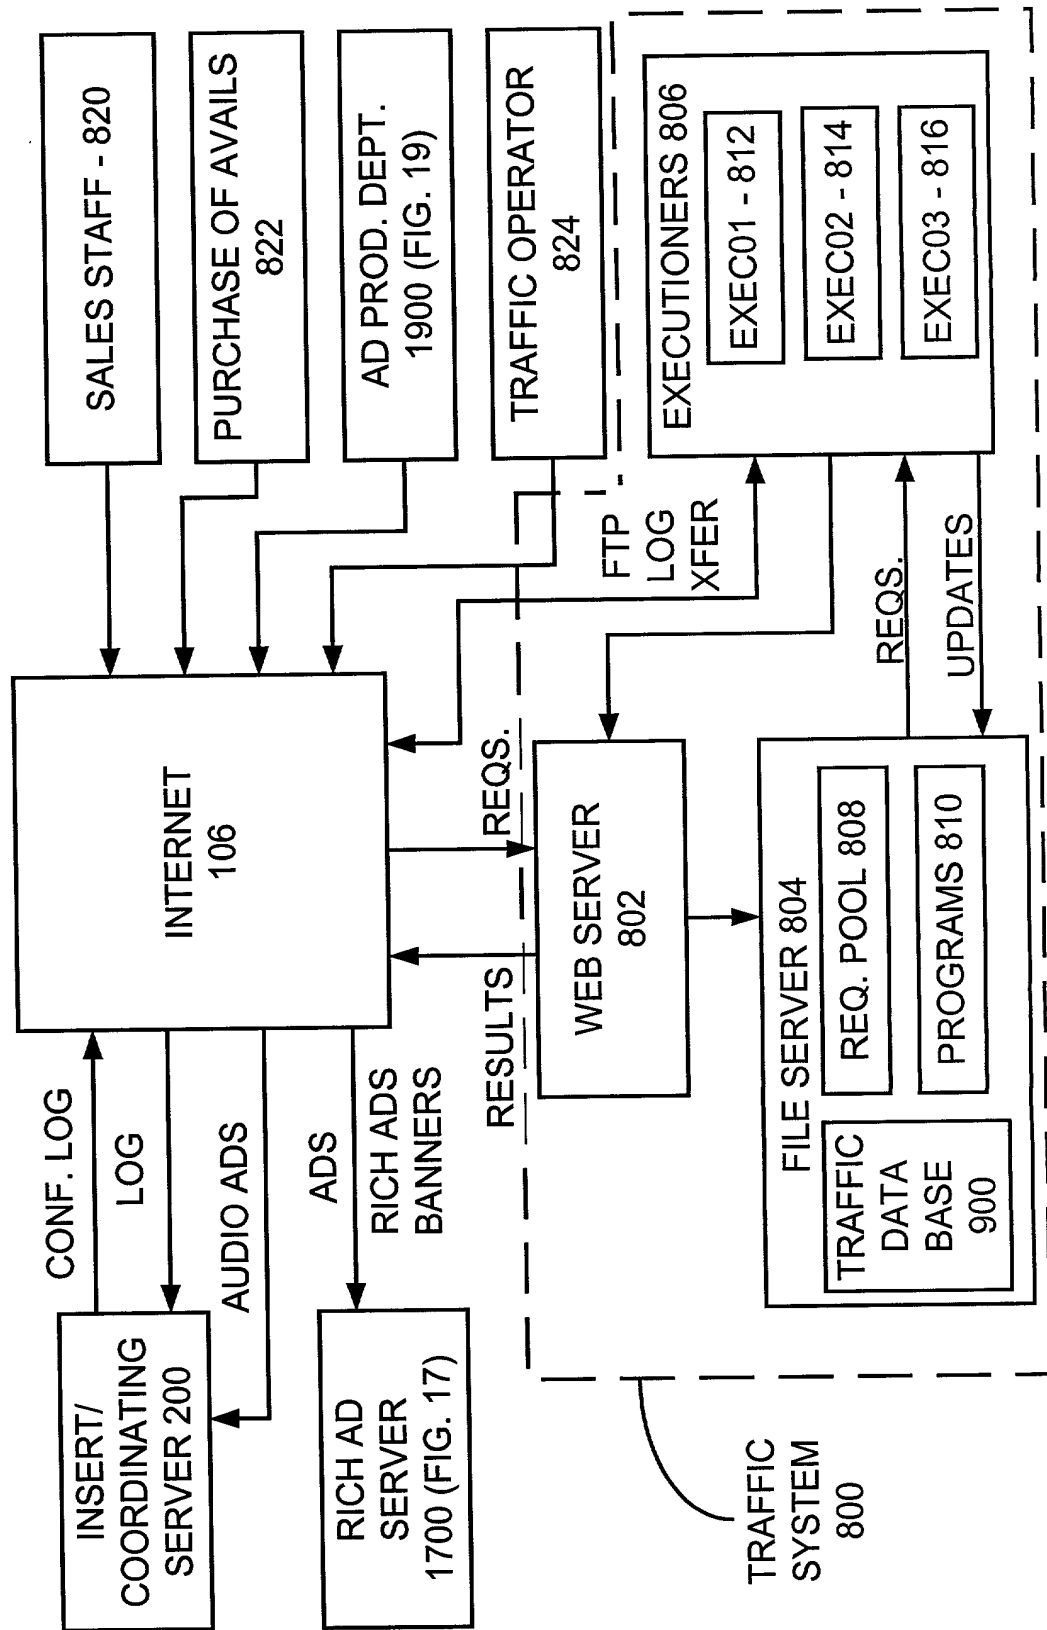 INSERT/
COORDINATING
SERVER 200
RICH AD
SERVER
1700 (FIG. 17)
TRAFFIC
SYSTEM
800
CONF. LOG
LOG
AUDIO ADS
ADS
RICH ADS
BANNERS
INTERNET
106
RESULTS
REQS.
WEB SERVER
802
FILE SERVER 804
TRAFFIC
DATA
BASE
900
REQ. POOL 808
PROGRAMS 810
SALES STAFF - 820
PURCHASE OF AVAILS
822
AD PROD. DEPT.
1900 (FIG. 19)
TRAFFIC OPERATOR
824
FTP
LOG
XFER
REQS.
UPDATES
EXECUTIONERS 806
EXEC01 - 812
EXEC02 - 814
EXEC03 - 816